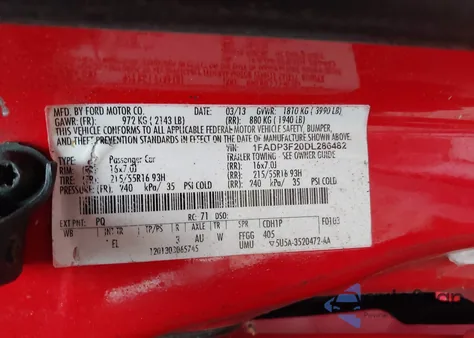 MFD. BY FORD MOTOR CO. 03/13 GVWR: 1810 KG ( 3990 LB)
GAWR: (FR): 972 KG ( 2143 LB) (RR): 880 KG ( 1940 LB)
THIS VEHICLE CONFORMS TO ALL APPLICABLE FEDERAL MOTOR VEHICLE SAFETY, BUMPER,
AND THEFT PREVENTION STANDARDS IN EFFECT ON THE DATE OF MANUFACTURE SHOWN ABOVE.
VIN: 1FADP3F20DL286482
TYPE: Passenger Car SEE OWNER GUIDE
RIM: 16x7.0J (RR): 16x7.0J
TIRE: 215/55R16 93H (RR): 215/55R16 93H
PRESSURE: (FR): 240 kPa/ 35 PSI COLD (RR): 240 kPa/ 35 PSI COLD
EXT PNT: PQ RC: 71 DSO: F0103
WB INT TR TP/PS R AXLE TR SPR CDH1P
EL 3 AU W FFGG 405
UMU 5U5A-3520472-AA